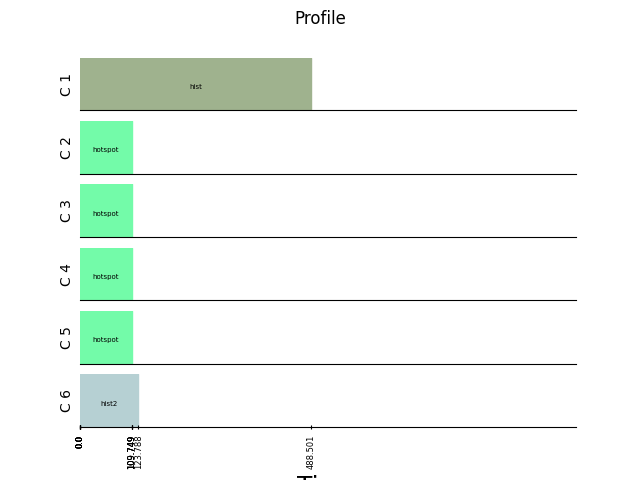 Profile
C 1
hist
C 2
hotspot
C 3
hotspot
C 4
hotspot
C 5
hotspot
C 6
hist2
0.0
109.749
123.788
488.501